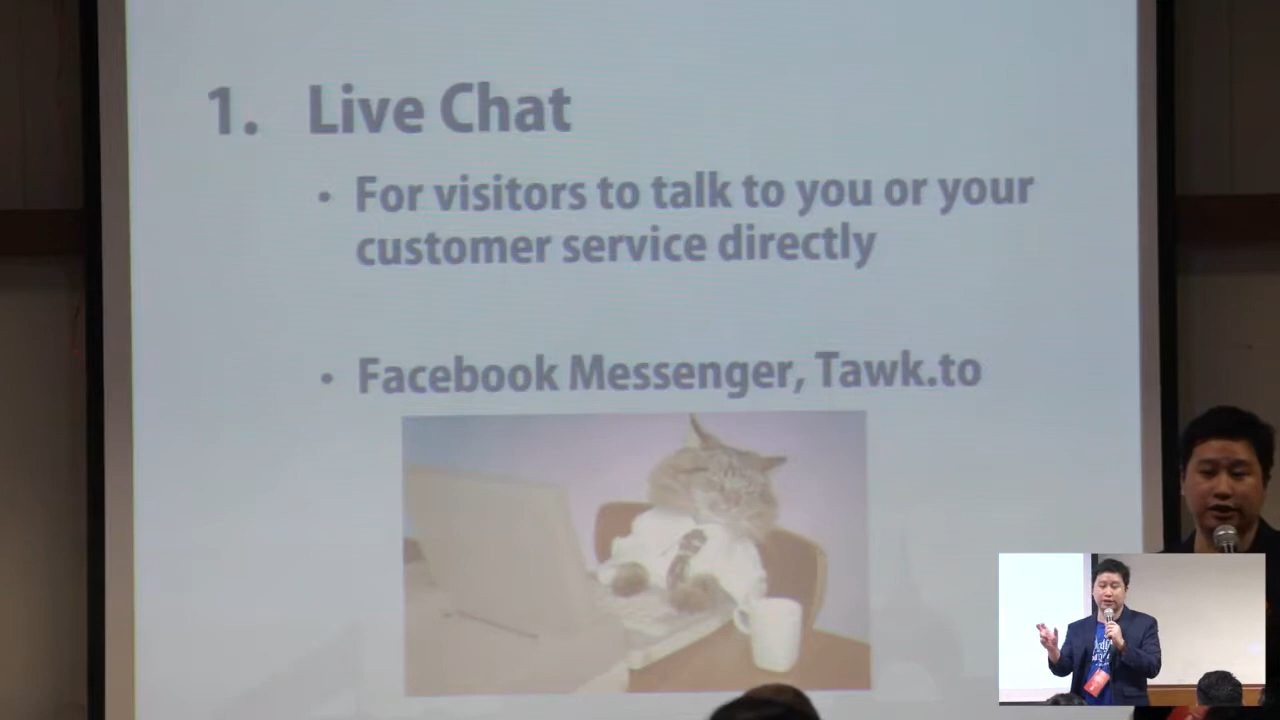 1. Live Chat
• For visitors to talk to you or your
customer service directly
• Facebook Messenger, Tawk.to